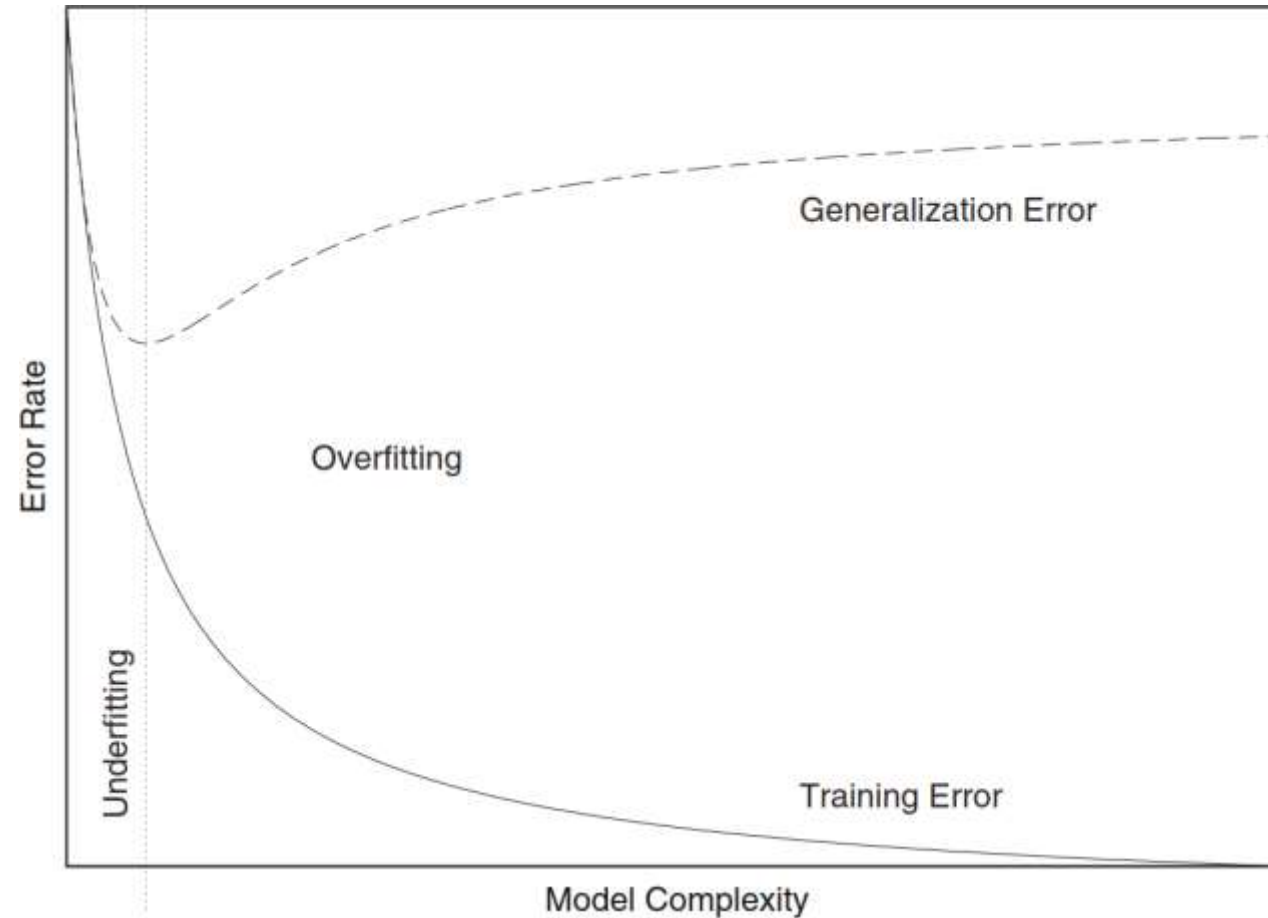 Generalization Error
Overfitting
Error Rate
Underfitting
Training Error
Model Complexity